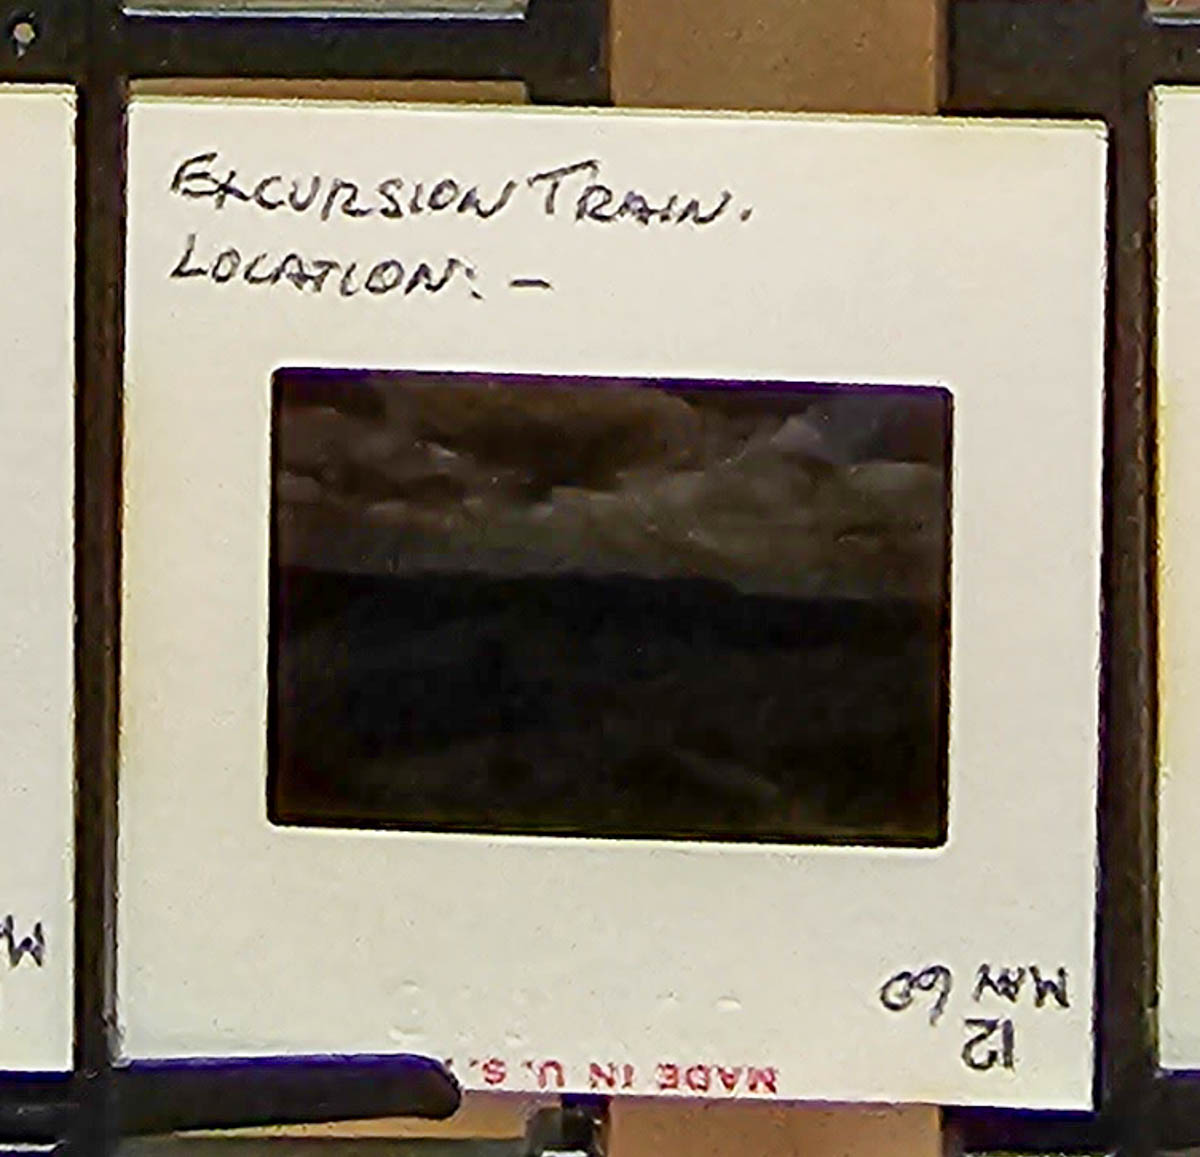 EXCURSION TRAIN.
LOCATION: -
MADE IN U. S.
12
MAY 60